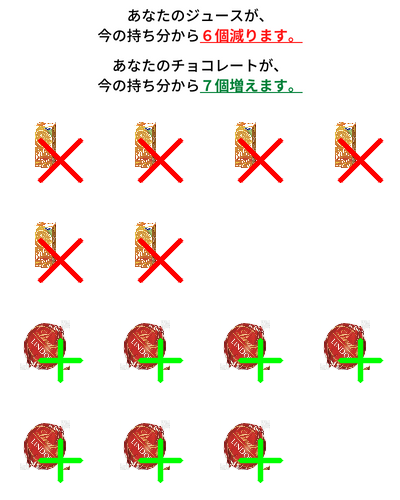 あなたのジュースが、
今の持ち分から６個減ります。
あなたのチョコレートが、
今の持ち分から７個増えます。